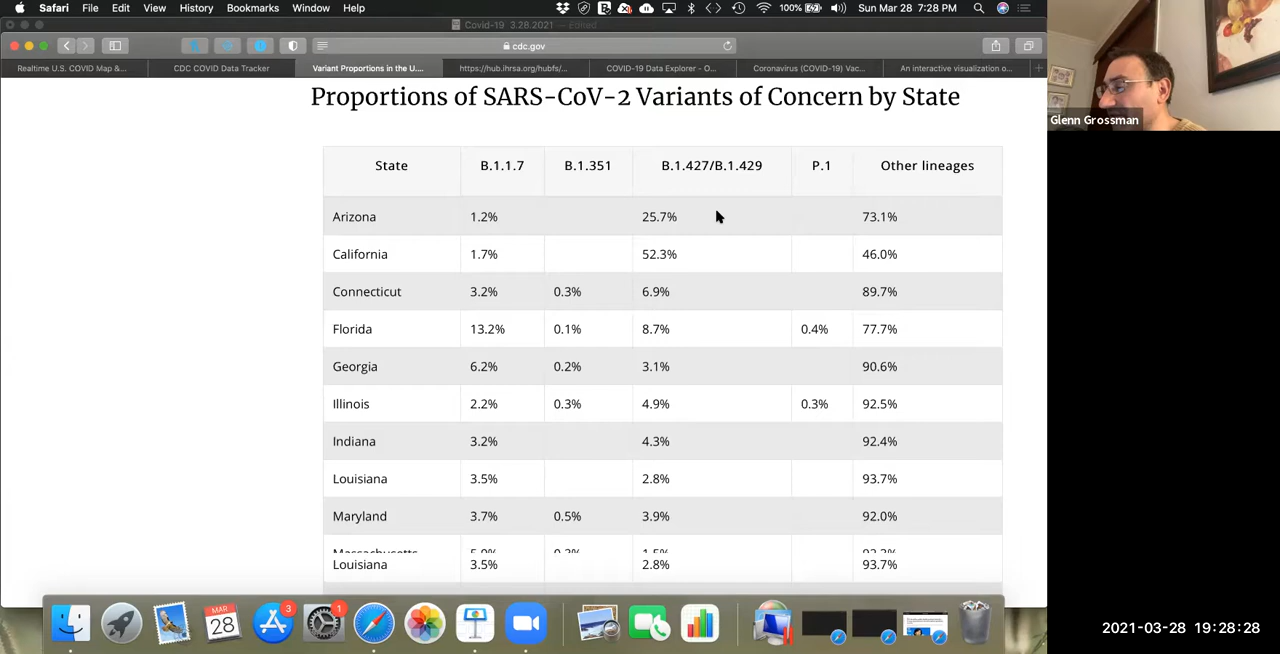 Safari File Edit View History Bookmarks Window Help 100% Sun Mar 28 7:28 PM
Covid-19 3.28.2021 — Edited
cdc.gov
Realtime U.S. COVID Map &... CDC COVID Data Tracker Variant Proportions in the U.... https://hub.ihrsa.org/hubfs/... COVID-19 Data Explorer - O... Coronavirus (COVID-19) Vac... An interactive visualization o...
Proportions of SARS-CoV-2 Variants of Concern by State
State B.1.1.7 B.1.351 B.1.427/B.1.429 P.1 Other lineages
Arizona 1.2% 25.7% 73.1%
California 1.7% 52.3% 46.0%
Connecticut 3.2% 0.3% 6.9% 89.7%
Florida 13.2% 0.1% 8.7% 0.4% 77.7%
Georgia 6.2% 0.2% 3.1% 90.6%
Illinois 2.2% 0.3% 4.9% 0.3% 92.5%
Indiana 3.2% 4.3% 92.4%
Louisiana 3.5% 2.8% 93.7%
Maryland 3.7% 0.5% 3.9% 92.0%
Massachusetts
Louisiana 3.5% 2.8% 93.7%
MAR
28
3
1
Glenn Grossman
2021-03-28 19:28:28